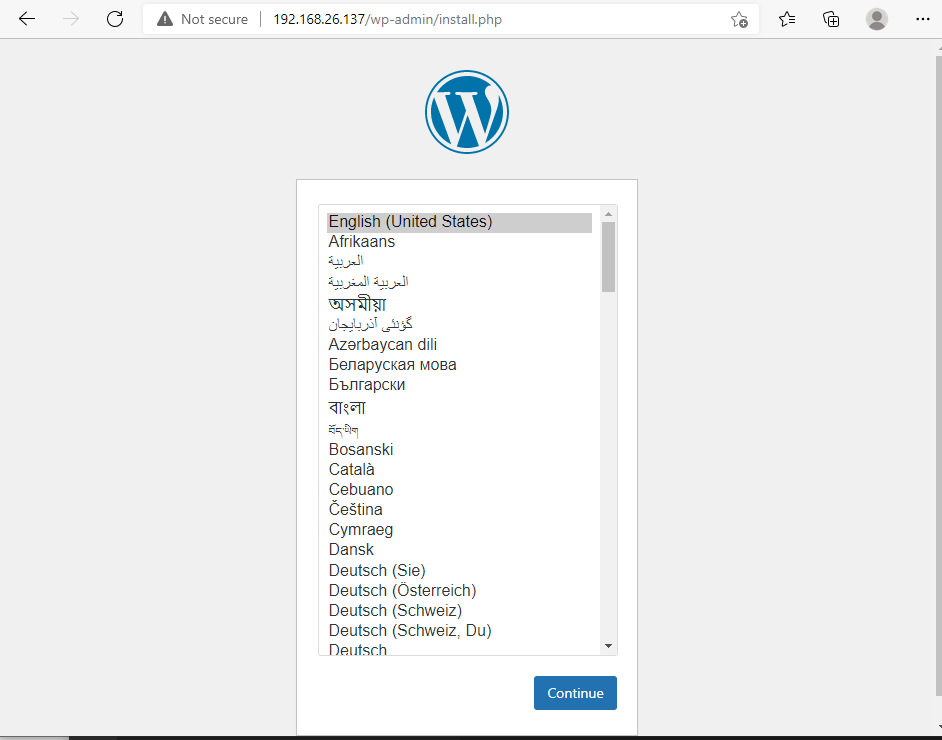 Not secure 192.168.26.137/wp-admin/install.php
W
English (United States)
Afrikaans
العربية
العربية المغربية
অসমীয়া
گؤنئی آذربایجان
Azərbaycan dili
Беларуская мова
Български
বাংলা
བོད་ཡིག
Bosanski
Català
Cebuano
Čeština
Cymraeg
Dansk
Deutsch (Sie)
Deutsch (Österreich)
Deutsch (Schweiz)
Deutsch (Schweiz, Du)
Deutsch
Continue